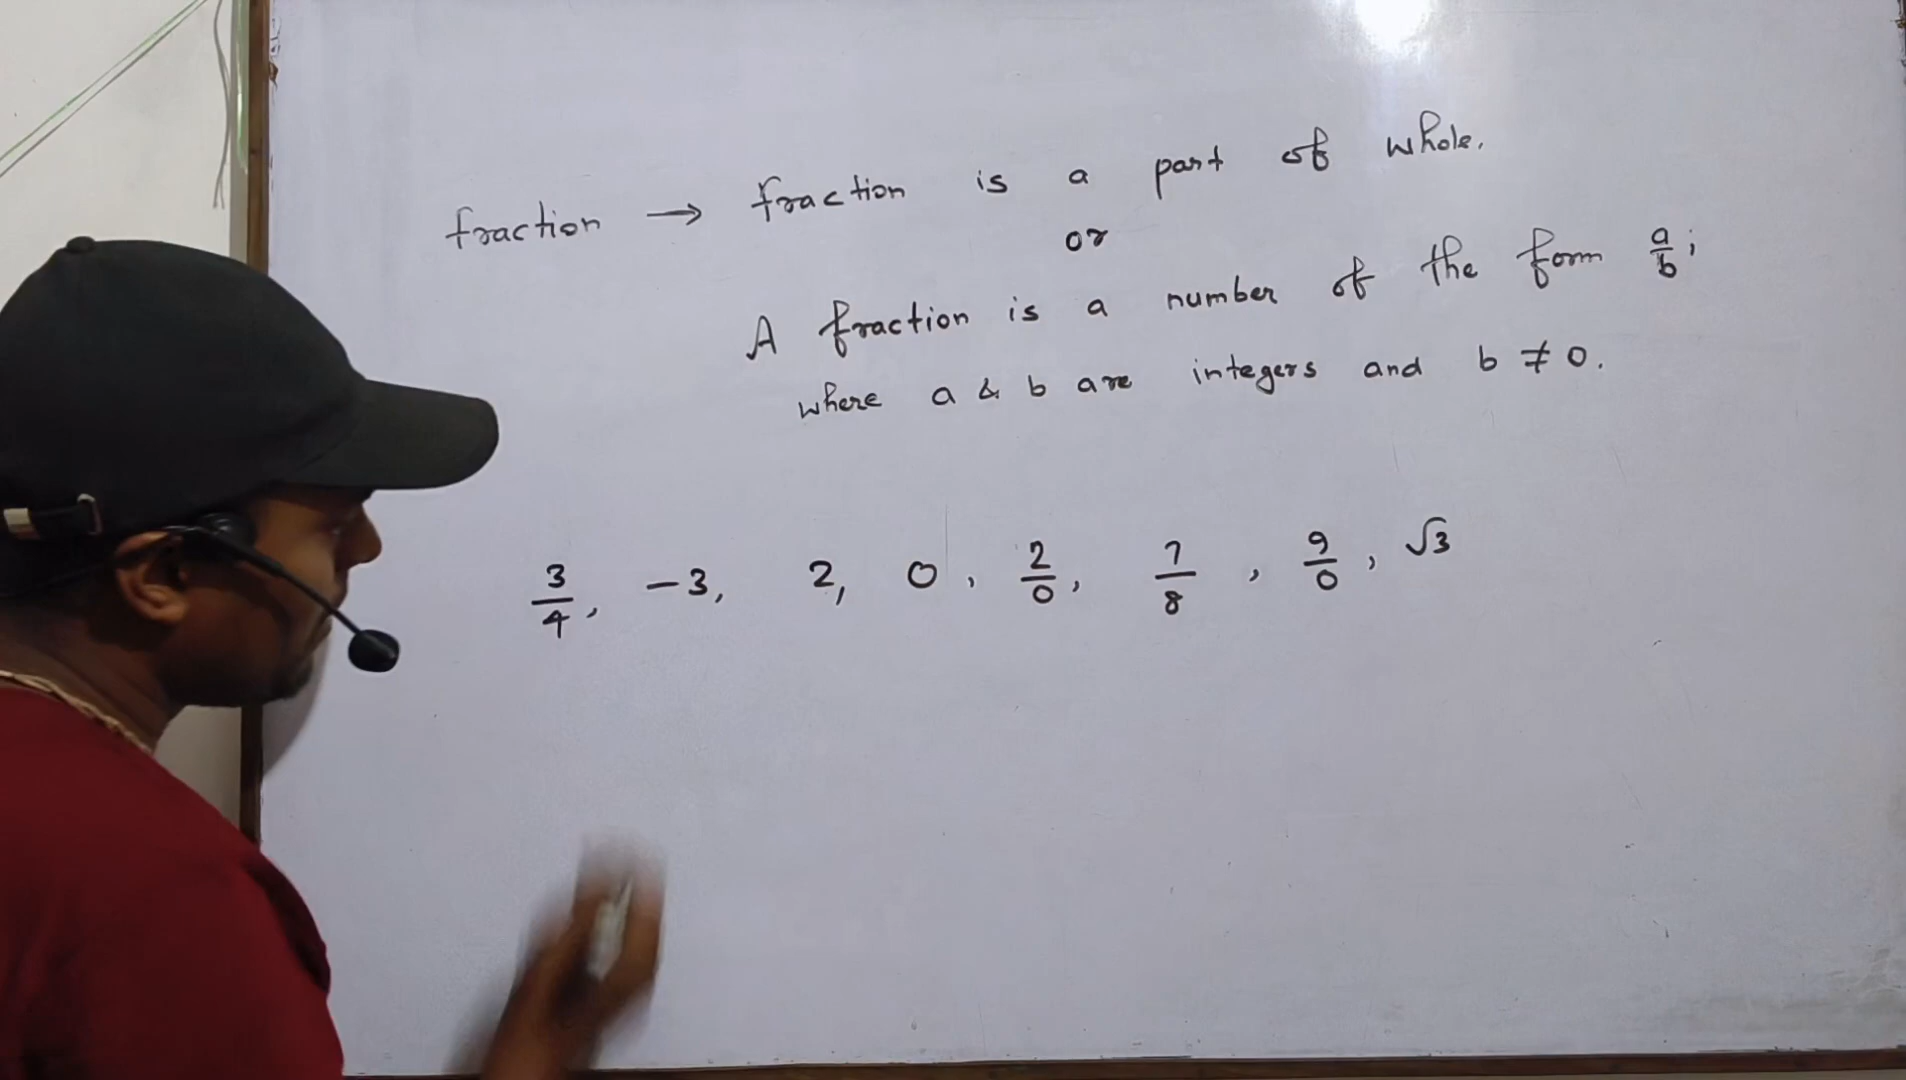 fraction → fraction is a part of whole.
or
A fraction is a number of the form a/b;
where a & b are integers and b ≠ 0.
3/4, -3, 2, 0, 2/0, 7/8, 9/0, √3